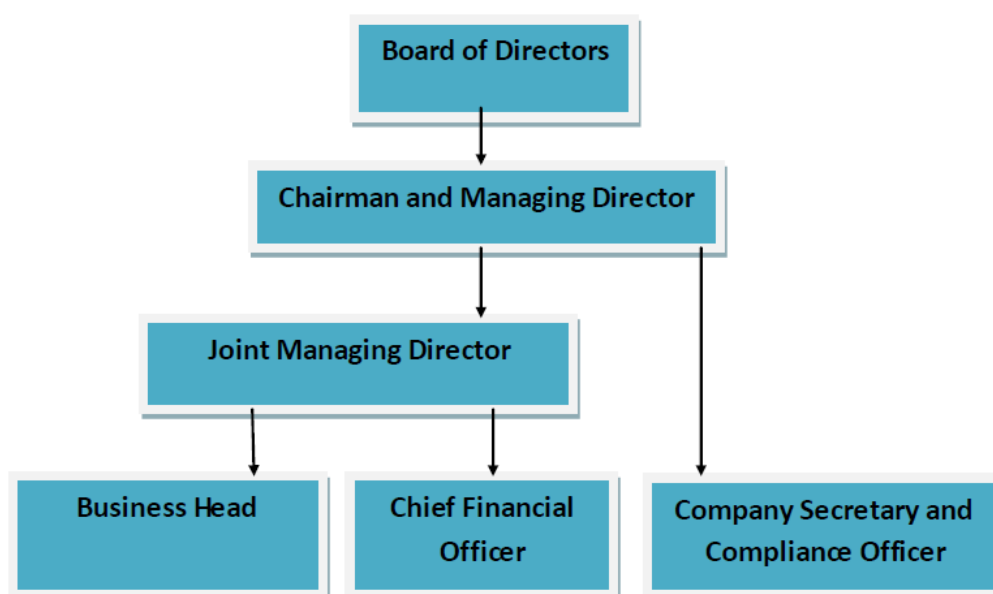 Board of Directors
Chairman and Managing Director
Joint Managing Director
Business Head
Chief Financial
Officer
Company Secretary and
Compliance Officer